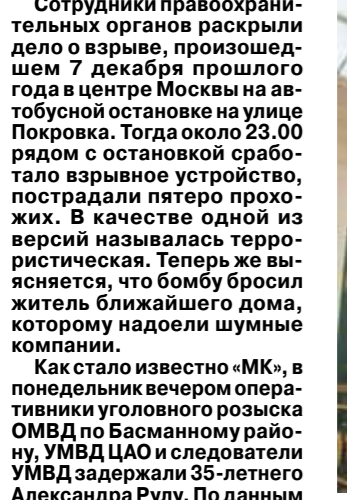 Сотрудники правоохрани-
тельных органов раскрыли
дело о взрыве, произошед-
шем 7 декабря прошлого
года в центре Москвы на ав-
тобусной остановке на улице
Покровка. Тогда около 23.00
рядом с остановкой срабо-
тало взрывное устройство,
пострадали пятеро прохо-
жих. В качестве одной из
версий называлась терро-
ристическая. Теперь же вы-
ясняется, что бомбу бросил
житель ближайшего дома,
которому надоели шумные
компании.
Как стало известно «МК», в
понедельник вечером опера-
тивники уголовного розыска
ОМВД по Басманному райо-
ну, УМВД ЦАО и следователи
УМВД задержали 35-летнего
Александра Руду. По данным